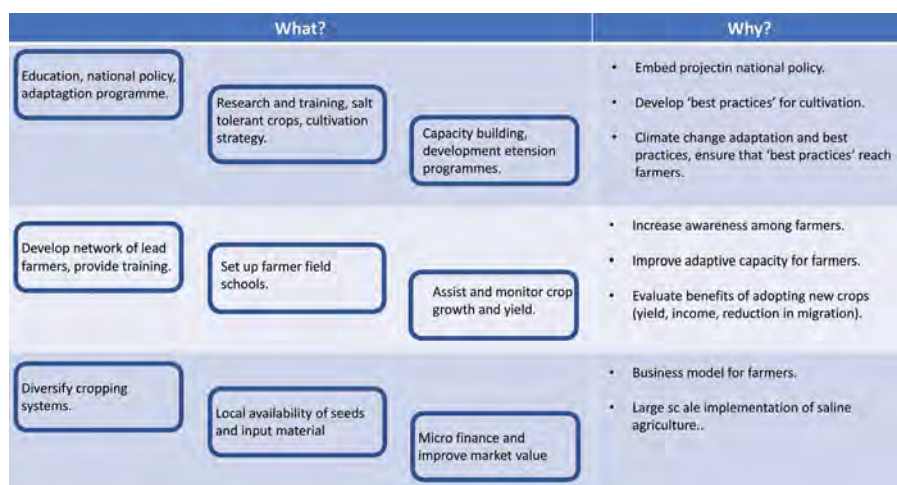 What?
Why?
Education, national policy,
adaptagtion programme.
Research and training, salt
tolerant crops, cultivation
strategy.
Capacity building,
development etension
programmes.
• Embed projectin national policy.
• Develop ‘best practices’ for cultivation.
• Climate change adaptation and best
practices, ensure that ‘best practices’ reach
farmers.
Develop network of lead
farmers, provide training.
Set up farmer field
schools.
Assist and monitor crop
growth and yield.
• Increase awareness among farmers.
• Improve adaptive capacity for farmers.
• Evaluate benefits of adopting new crops
(yield, income, reduction in migration).
Diversify cropping
systems.
Local availability of seeds
and input material
Micro finance and
improve market value
• Business model for farmers.
• Large sc ale implementation of saline
agriculture..